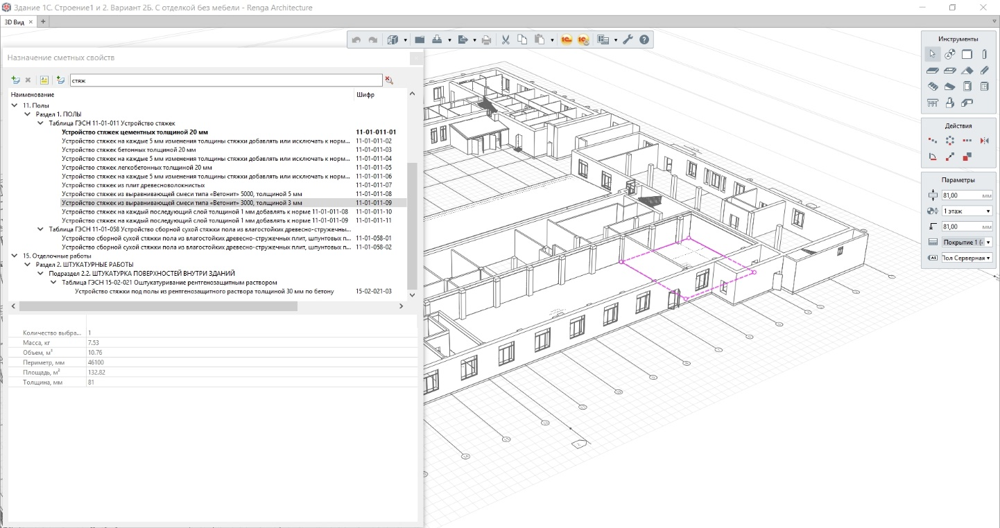 Здание 1С. Строение1 и 2. Вариант 2Б. С отделкой без мебели - Renga Architecture
3D Вид
Назначение сметных свойств
стяж
Наименование Шифр
11. Полы
Раздел 1. ПОЛЫ
Таблица ГЭСН 11-01-011 Устройство стяжек
Устройство стяжек цементных толщиной 20 мм 11-01-011-01
Устройство стяжек на каждые 5 мм изменения толщины стяжки добавлять или исключать к норм... 11-01-011-02
Устройство стяжек бетонных толщиной 20 мм 11-01-011-03
Устройство стяжек на каждые 5 мм изменения толщины стяжки добавлять или исключать к норм... 11-01-011-04
Устройство стяжек легкобетонных толщиной 20 мм 11-01-011-05
Устройство стяжек на каждые 5 мм изменения толщины стяжки добавлять или исключать к норм... 11-01-011-06
Устройство стяжек из плит древесноволокнистых 11-01-011-07
Устройство стяжек из выравнивающей смеси типа «Ветонит» 5000, толщиной 5 мм 11-01-011-08
Устройство стяжек из выравнивающей смеси типа «Ветонит» 3000, толщиной 3 мм 11-01-011-09
Устройство стяжек на каждый последующий слой толщиной 1 мм добавлять к норме 11-01-011-08 11-01-011-10
Устройство стяжек на каждый последующий слой толщиной 1 мм добавлять к норме 11-01-011-09 11-01-011-11
Таблица ГЭСН 11-01-058 Устройство сборной сухой стяжки пола из влагостойких древесно-стружечны...
Устройство сборной сухой стяжки пола из влагостойких древесно-стружечных плит, шпунтовых п... 11-01-058-01
Устройство сборной сухой стяжки пола из влагостойких древесно-стружечных плит, шпунтовых п... 11-01-058-02
15. Отделочные работы
Раздел 2. ШТУКАТУРНЫЕ РАБОТЫ
Подраздел 2.2. ШТУКАТУРКА ПОВЕРХНОСТЕЙ ВНУТРИ ЗДАНИЙ
Таблица ГЭСН 15-02-021 Оштукатуривание рентгенозащитным раствором
Устройство стяжки под полы из рентгенозащитного раствора толщиной 30 мм по бетону 15-02-021-03
Количество выбра... 1
Масса, кг 7.53
Объем, м³ 10.76
Периметр, мм 46100
Площадь, м² 132.82
Толщина, мм 81
Инструменты
Действия
Параметры
81,00 мм
1 этаж
81,00 мм
Покрытие 1 (
A1 Пол Серверная